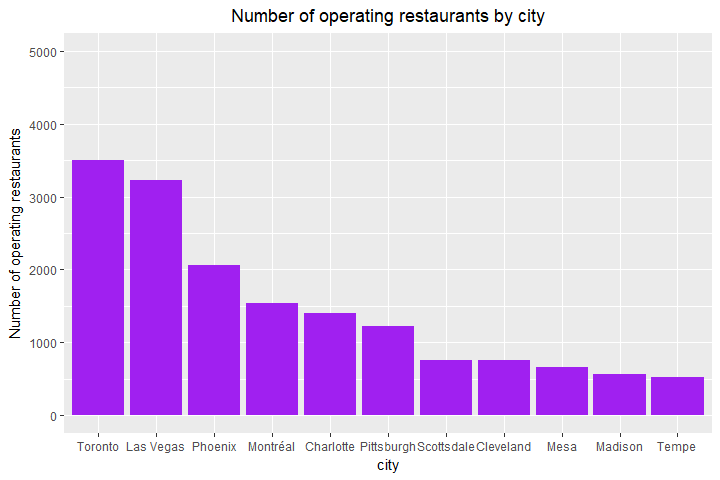 Number of operating restaurants by city
Number of operating restaurants
5000
4000
3000
2000
1000
0
Toronto Las Vegas Phoenix Montréal Charlotte Pittsburgh Scottsdale Cleveland Mesa Madison Tempe
city